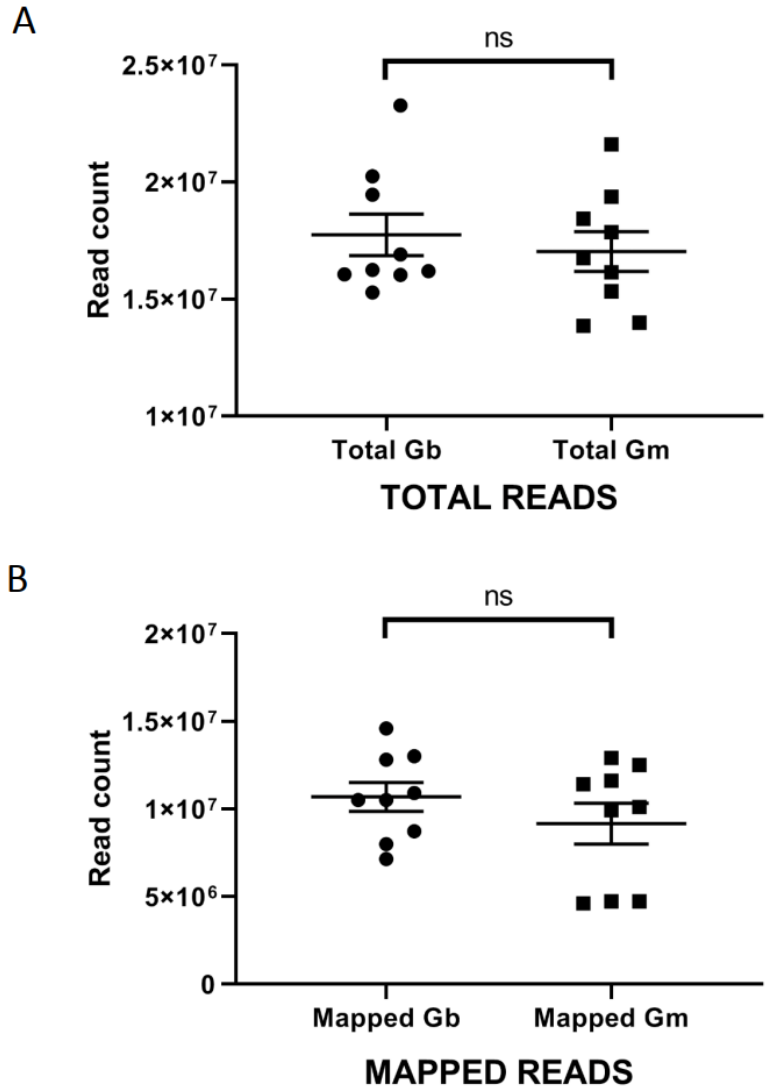 A
ns
2.5×10⁷
2×10⁷
1.5×10⁷
1×10⁷
Read count
Total Gb Total Gm
TOTAL READS
B
ns
2×10⁷
1.5×10⁷
1×10⁷
5×10⁶
0
Read count
Mapped Gb Mapped Gm
MAPPED READS